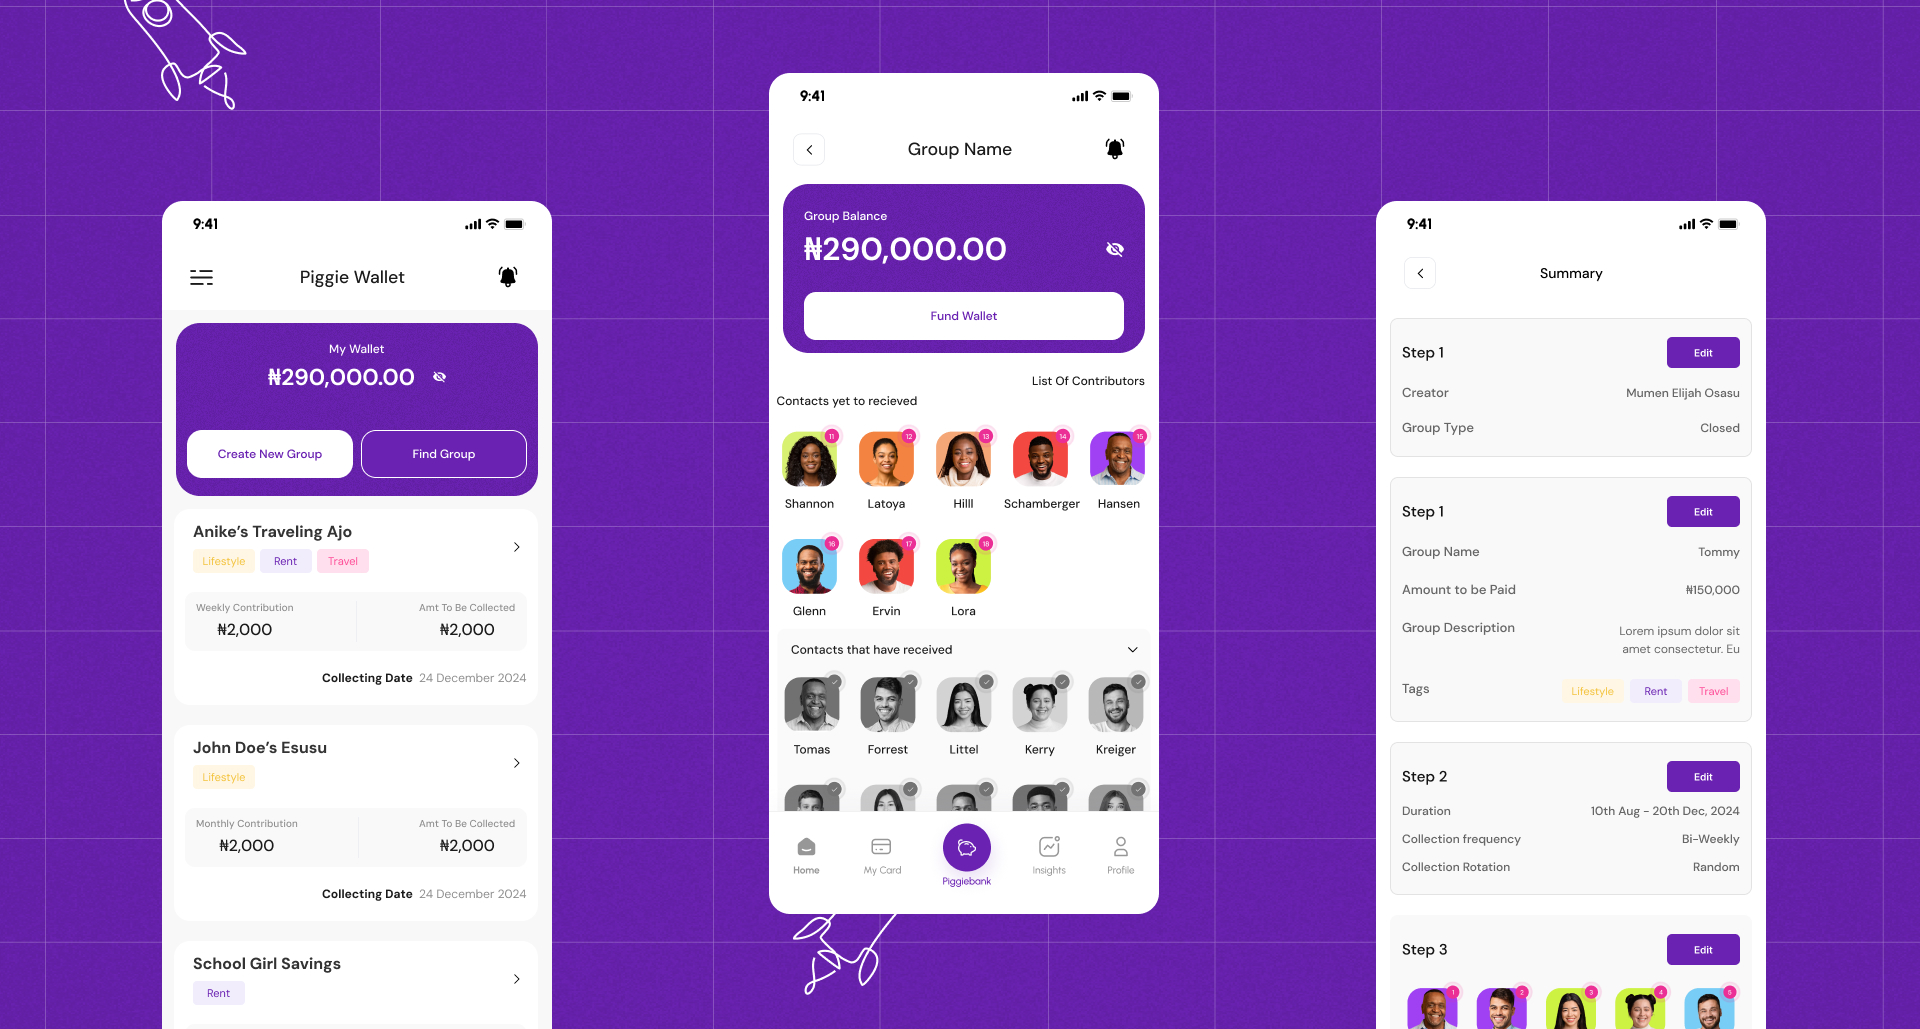 9:41
Piggie Wallet
My Wallet
₦290,000.00
Create New Group
Find Group
Anike's Traveling Ajo
Lifestyle Rent Travel
Weekly Contribution Amt To Be Collected
₦2,000 ₦2,000
Collecting Date 24 December 2024
John Doe's Esusu
Lifestyle
Monthly Contribution Amt To Be Collected
₦2,000 ₦2,000
Collecting Date 24 December 2024
School Girl Savings
Rent
9:41
Group Name
Group Balance
₦290,000.00
Fund Wallet
List Of Contributors
Contacts yet to recieved
11 12 13 14 15
Shannon Latoya Hilll Schamberger Hansen
16 17 18
Glenn Ervin Lora
Contacts that have received
Tomas Forrest Littel Kerry Kreiger
Home My Card Piggiebank Insights Profile
9:41
Summary
Step 1 Edit
Creator Mumen Elijah Osasu
Group Type Closed
Step 1 Edit
Group Name Tommy
Amount to be Paid ₦150,000
Group Description Lorem ipsum dolor sit
amet consectetur. Eu
Tags Lifestyle Rent Travel
Step 2 Edit
Duration 10th Aug - 20th Dec, 2024
Collection frequency Bi-Weekly
Collection Rotation Random
Step 3 Edit
1 2 3 4 5